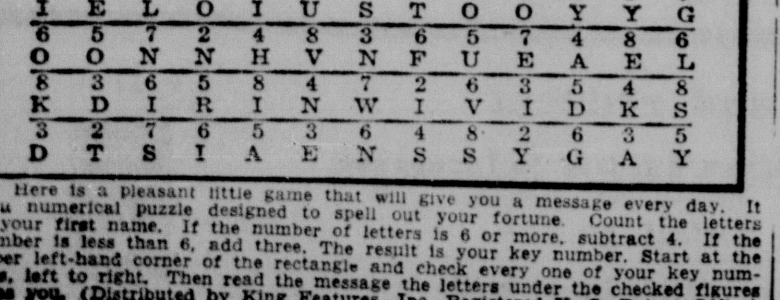 I E L O I U S T O O Y Y G
6 5 7 2 4 8 3 6 5 7 4 8 6
O O N N H V N F U E A E L
8 3 6 5 8 4 7 2 6 3 5 4 8
K D I R I N W I V I D K S
3 2 7 6 5 3 6 4 8 2 6 3 5
D T S I A E N S S Y G A Y
Here is a pleasant little game that will give you a message every day. It
numerical puzzle designed to spell out your fortune. Count the letters
your first name. If the number of letters is 6 or more, subtract 4. If the
is less than 6, add three. The result is your key number. Start at the
left-hand corner of the rectangle and check every one of your key num-
left to right. Then read the message the letters under the checked figures
you. (Distributed by King Features, Inc.